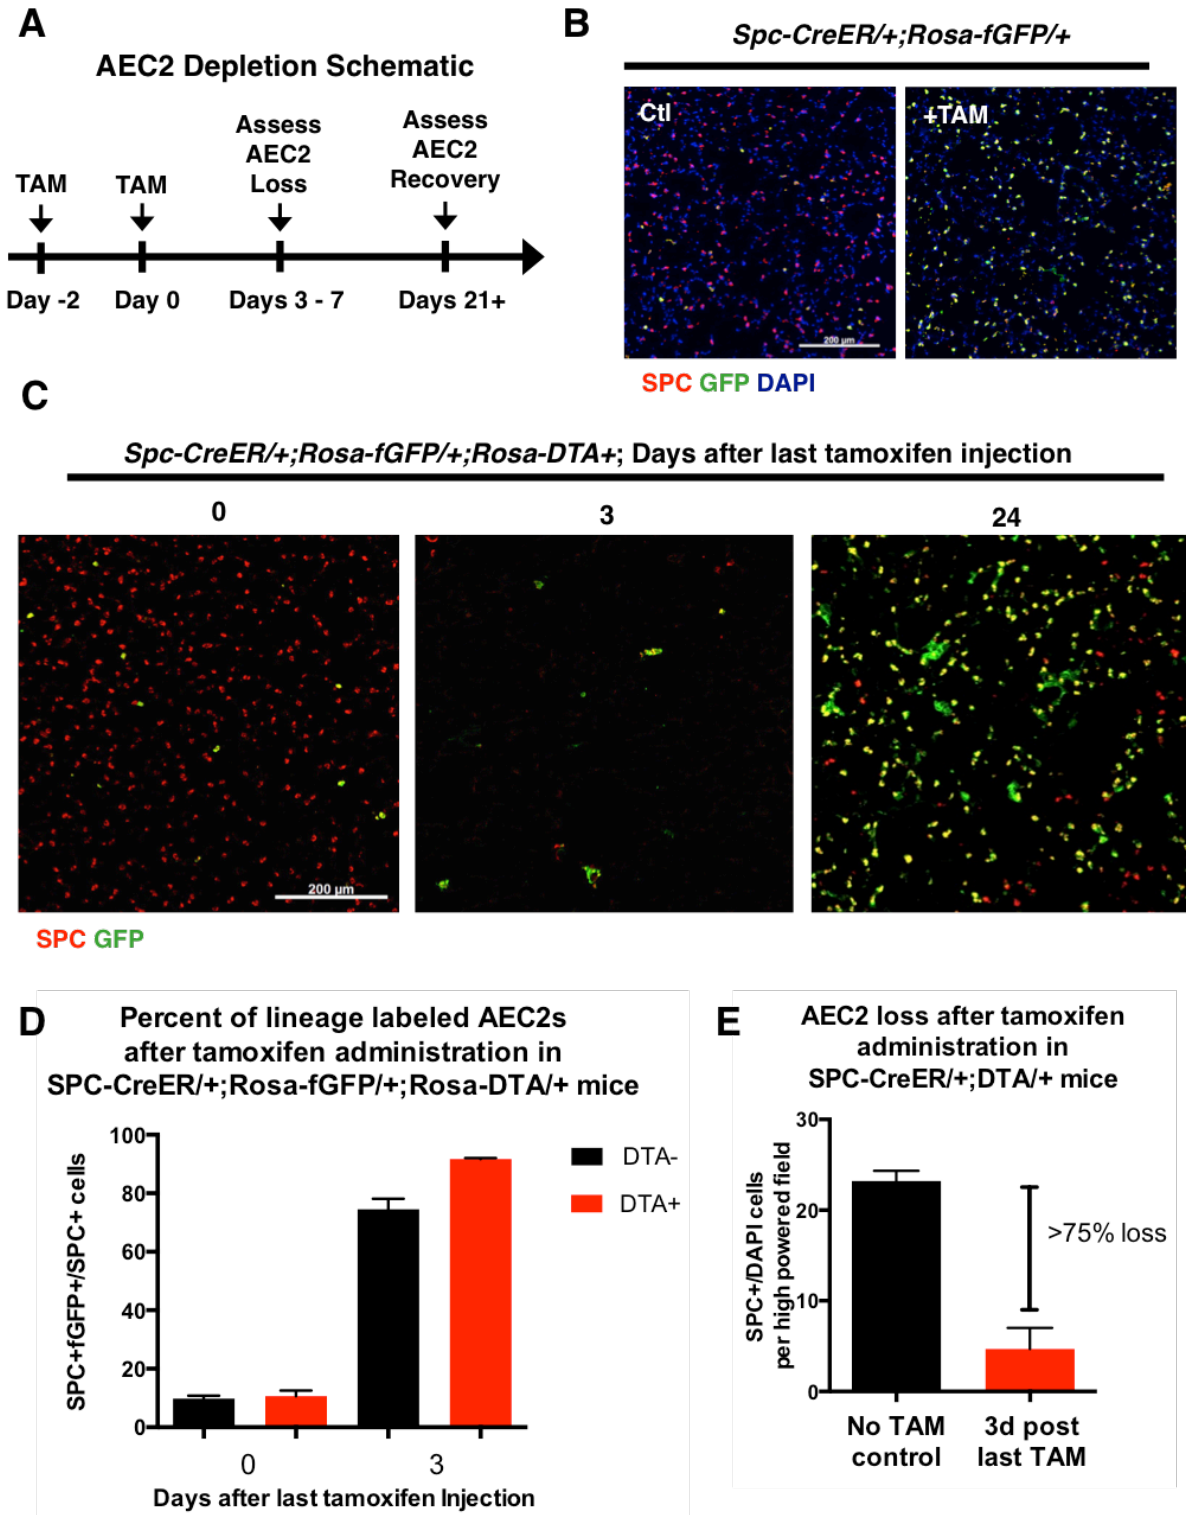 A
AEC2 Depletion Schematic
TAM
TAM
Assess
AEC2
Loss
Assess
AEC2
Recovery
Day -2
Day 0
Days 3 - 7
Days 21+
B
Spc-CreER/+;Rosa-fGFP/+
Ctl
+TAM
200 µm
SPC GFP DAPI
C
Spc-CreER/+;Rosa-fGFP/+;Rosa-DTA+; Days after last tamoxifen injection
0
3
24
200 µm
SPC GFP
D
Percent of lineage labeled AEC2s
after tamoxifen administration in
SPC-CreER/+;Rosa-fGFP/+;Rosa-DTA/+ mice
SPC+fGFP+/SPC+ cells
100
80
60
40
20
0
DTA-
DTA+
0
3
Days after last tamoxifen Injection
E
AEC2 loss after tamoxifen
administration in
SPC-CreER/+;DTA/+ mice
SPC+/DAPI cells
per high powered field
30
20
10
0
>75% loss
No TAM
control
3d post
last TAM